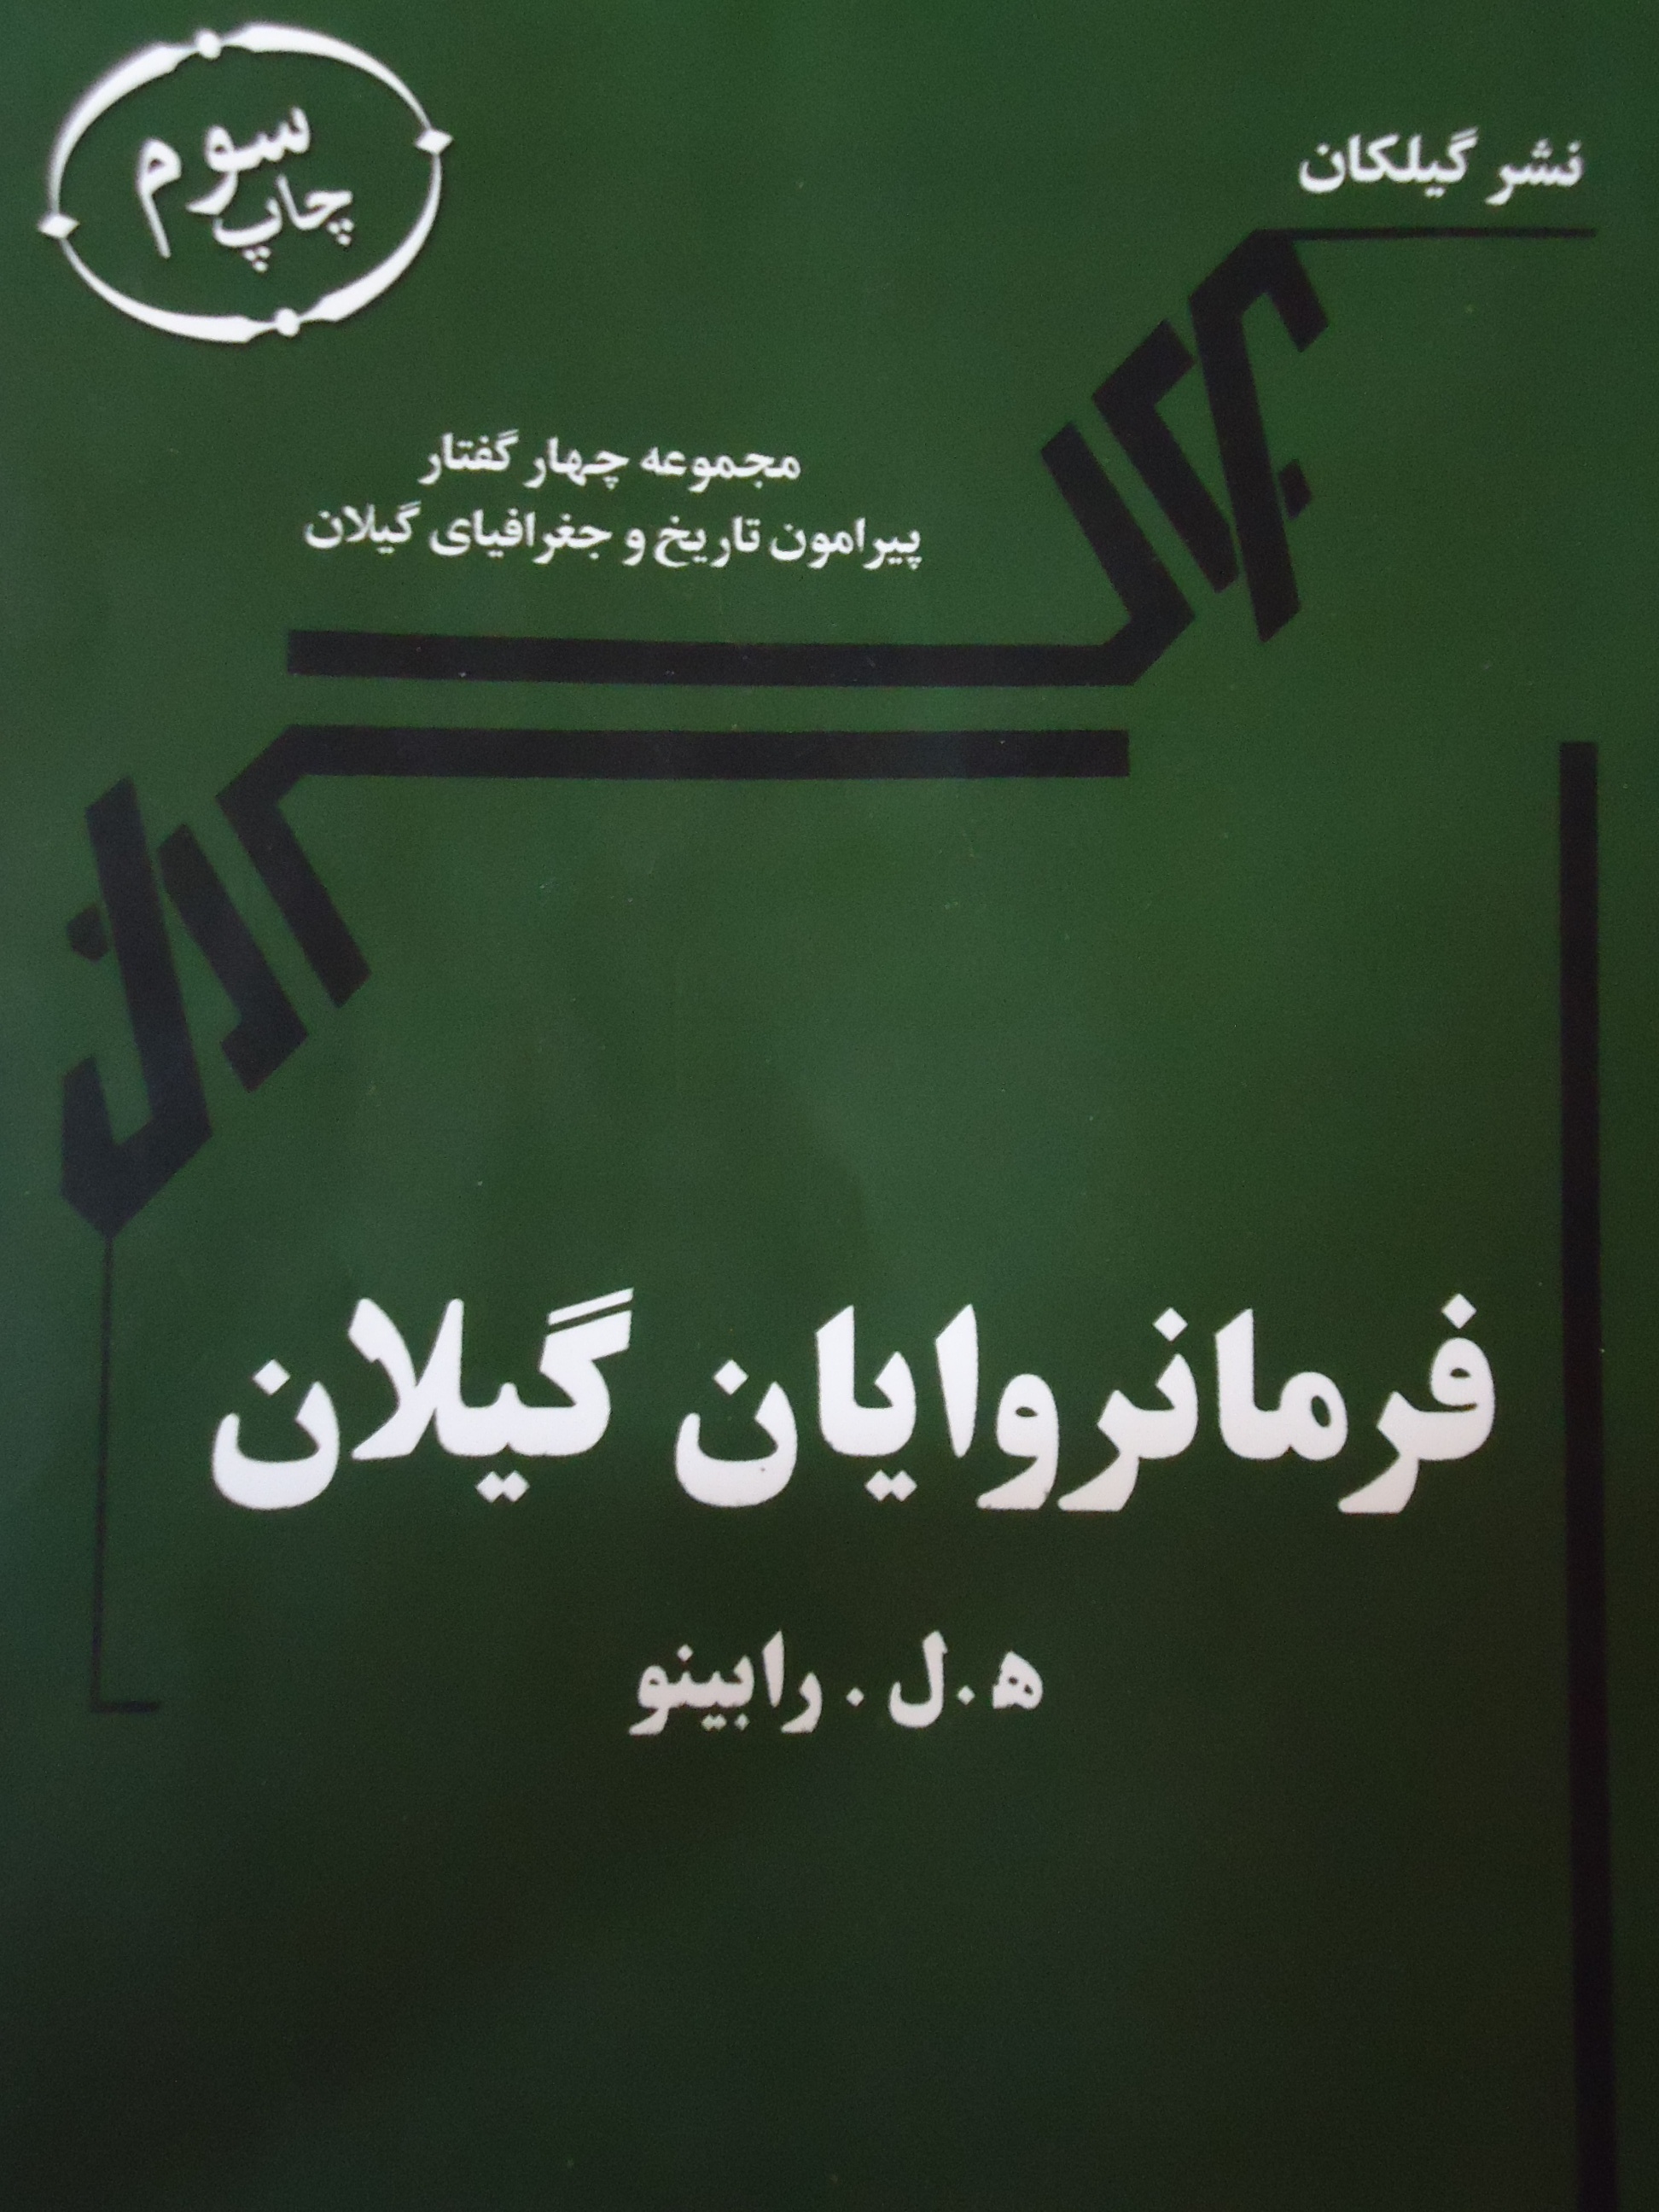 نشر گیلکان
چاپ
سوم
مجموعه چهار گفتار
پیرامون تاریخ و جغرافیای گیلان
فرمانروایان گیلان
ه.ل. رابینو